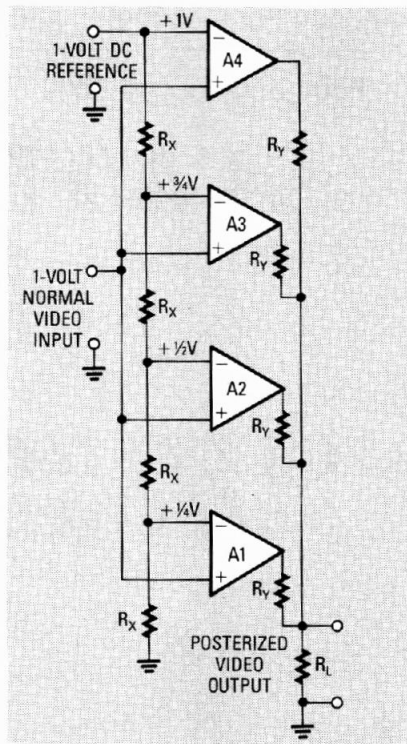 +1V
1-VOLT DC
REFERENCE
−
A4
+
RX
RY
+¾V
−
A3
+
RY
1-VOLT
NORMAL
VIDEO
INPUT
RX
+½V
−
A2
+
RY
RX
+¼V
−
A1
+
RY
RX
POSTERIZED
VIDEO
OUTPUT
RL